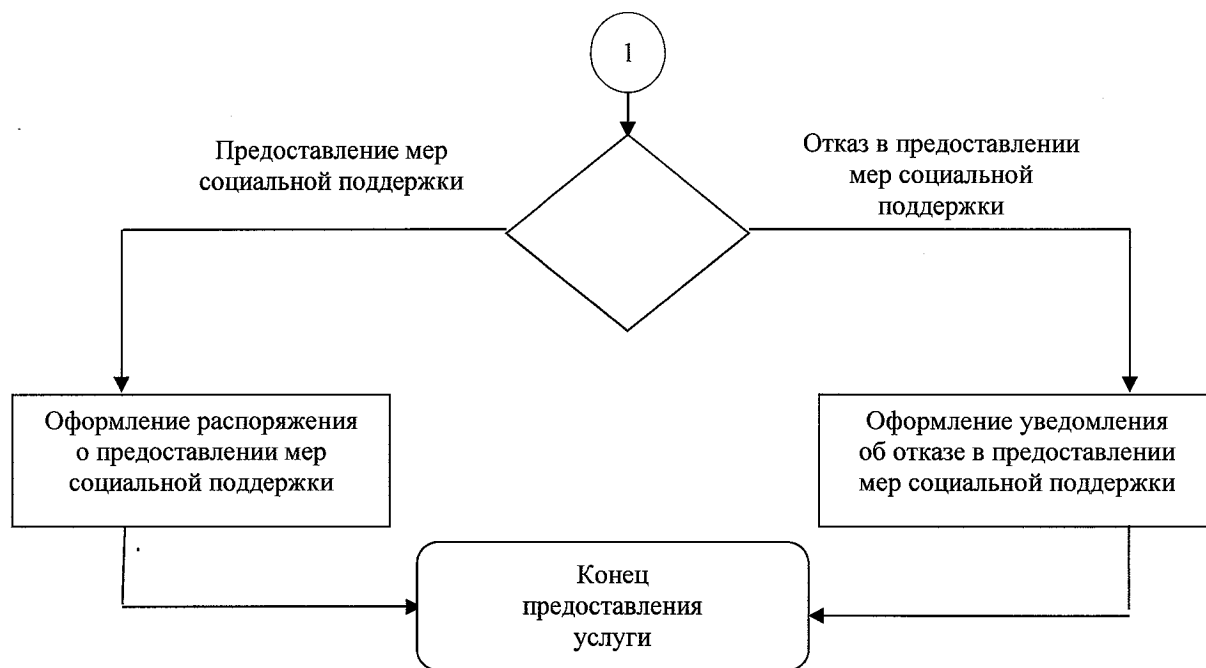 1
Предоставление мер
социальной поддержки
Отказ в предоставлении
мер социальной
поддержки
Оформление распоряжения
о предоставлении мер
социальной поддержки
Оформление уведомления
об отказе в предоставлении
мер социальной поддержки
Конец
предоставления
услуги